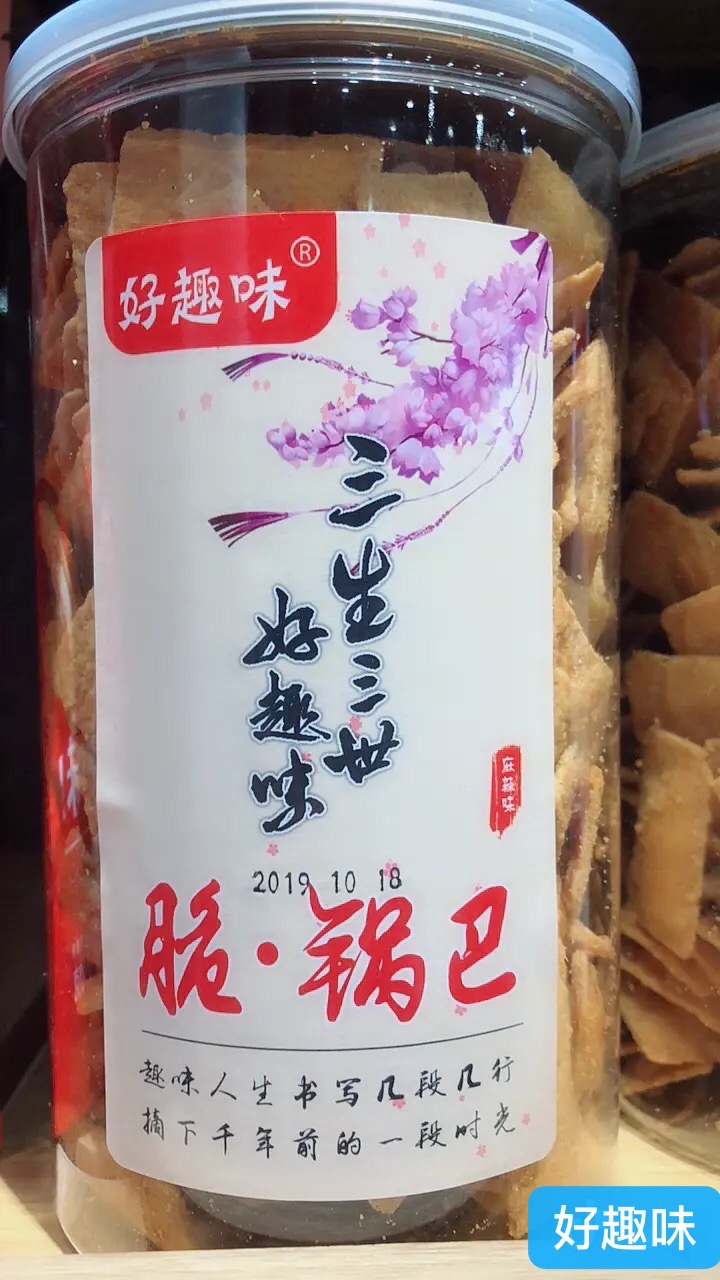 好趣味®
三生三世
好趣味
麻辣味
2019 10 18
脆·锅巴
趣味人生书写几段几行
摘下千年前的一段时光
好趣味